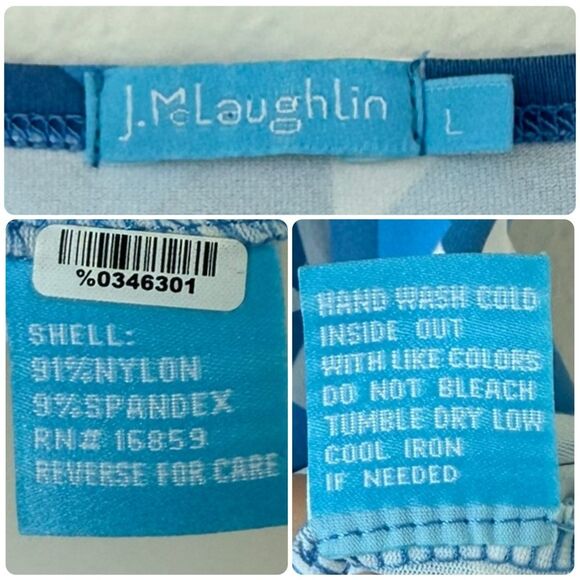 J.McLaughlin
L
%0346301
SHELL:
91%NYLON
9%SPANDEX
RN# 16859
REVERSE FOR CARE
HAND WASH COLD
INSIDE OUT
WITH LIKE COLORS
DO NOT BLEACH
TUMBLE DRY LOW
COOL IRON
IF NEEDED